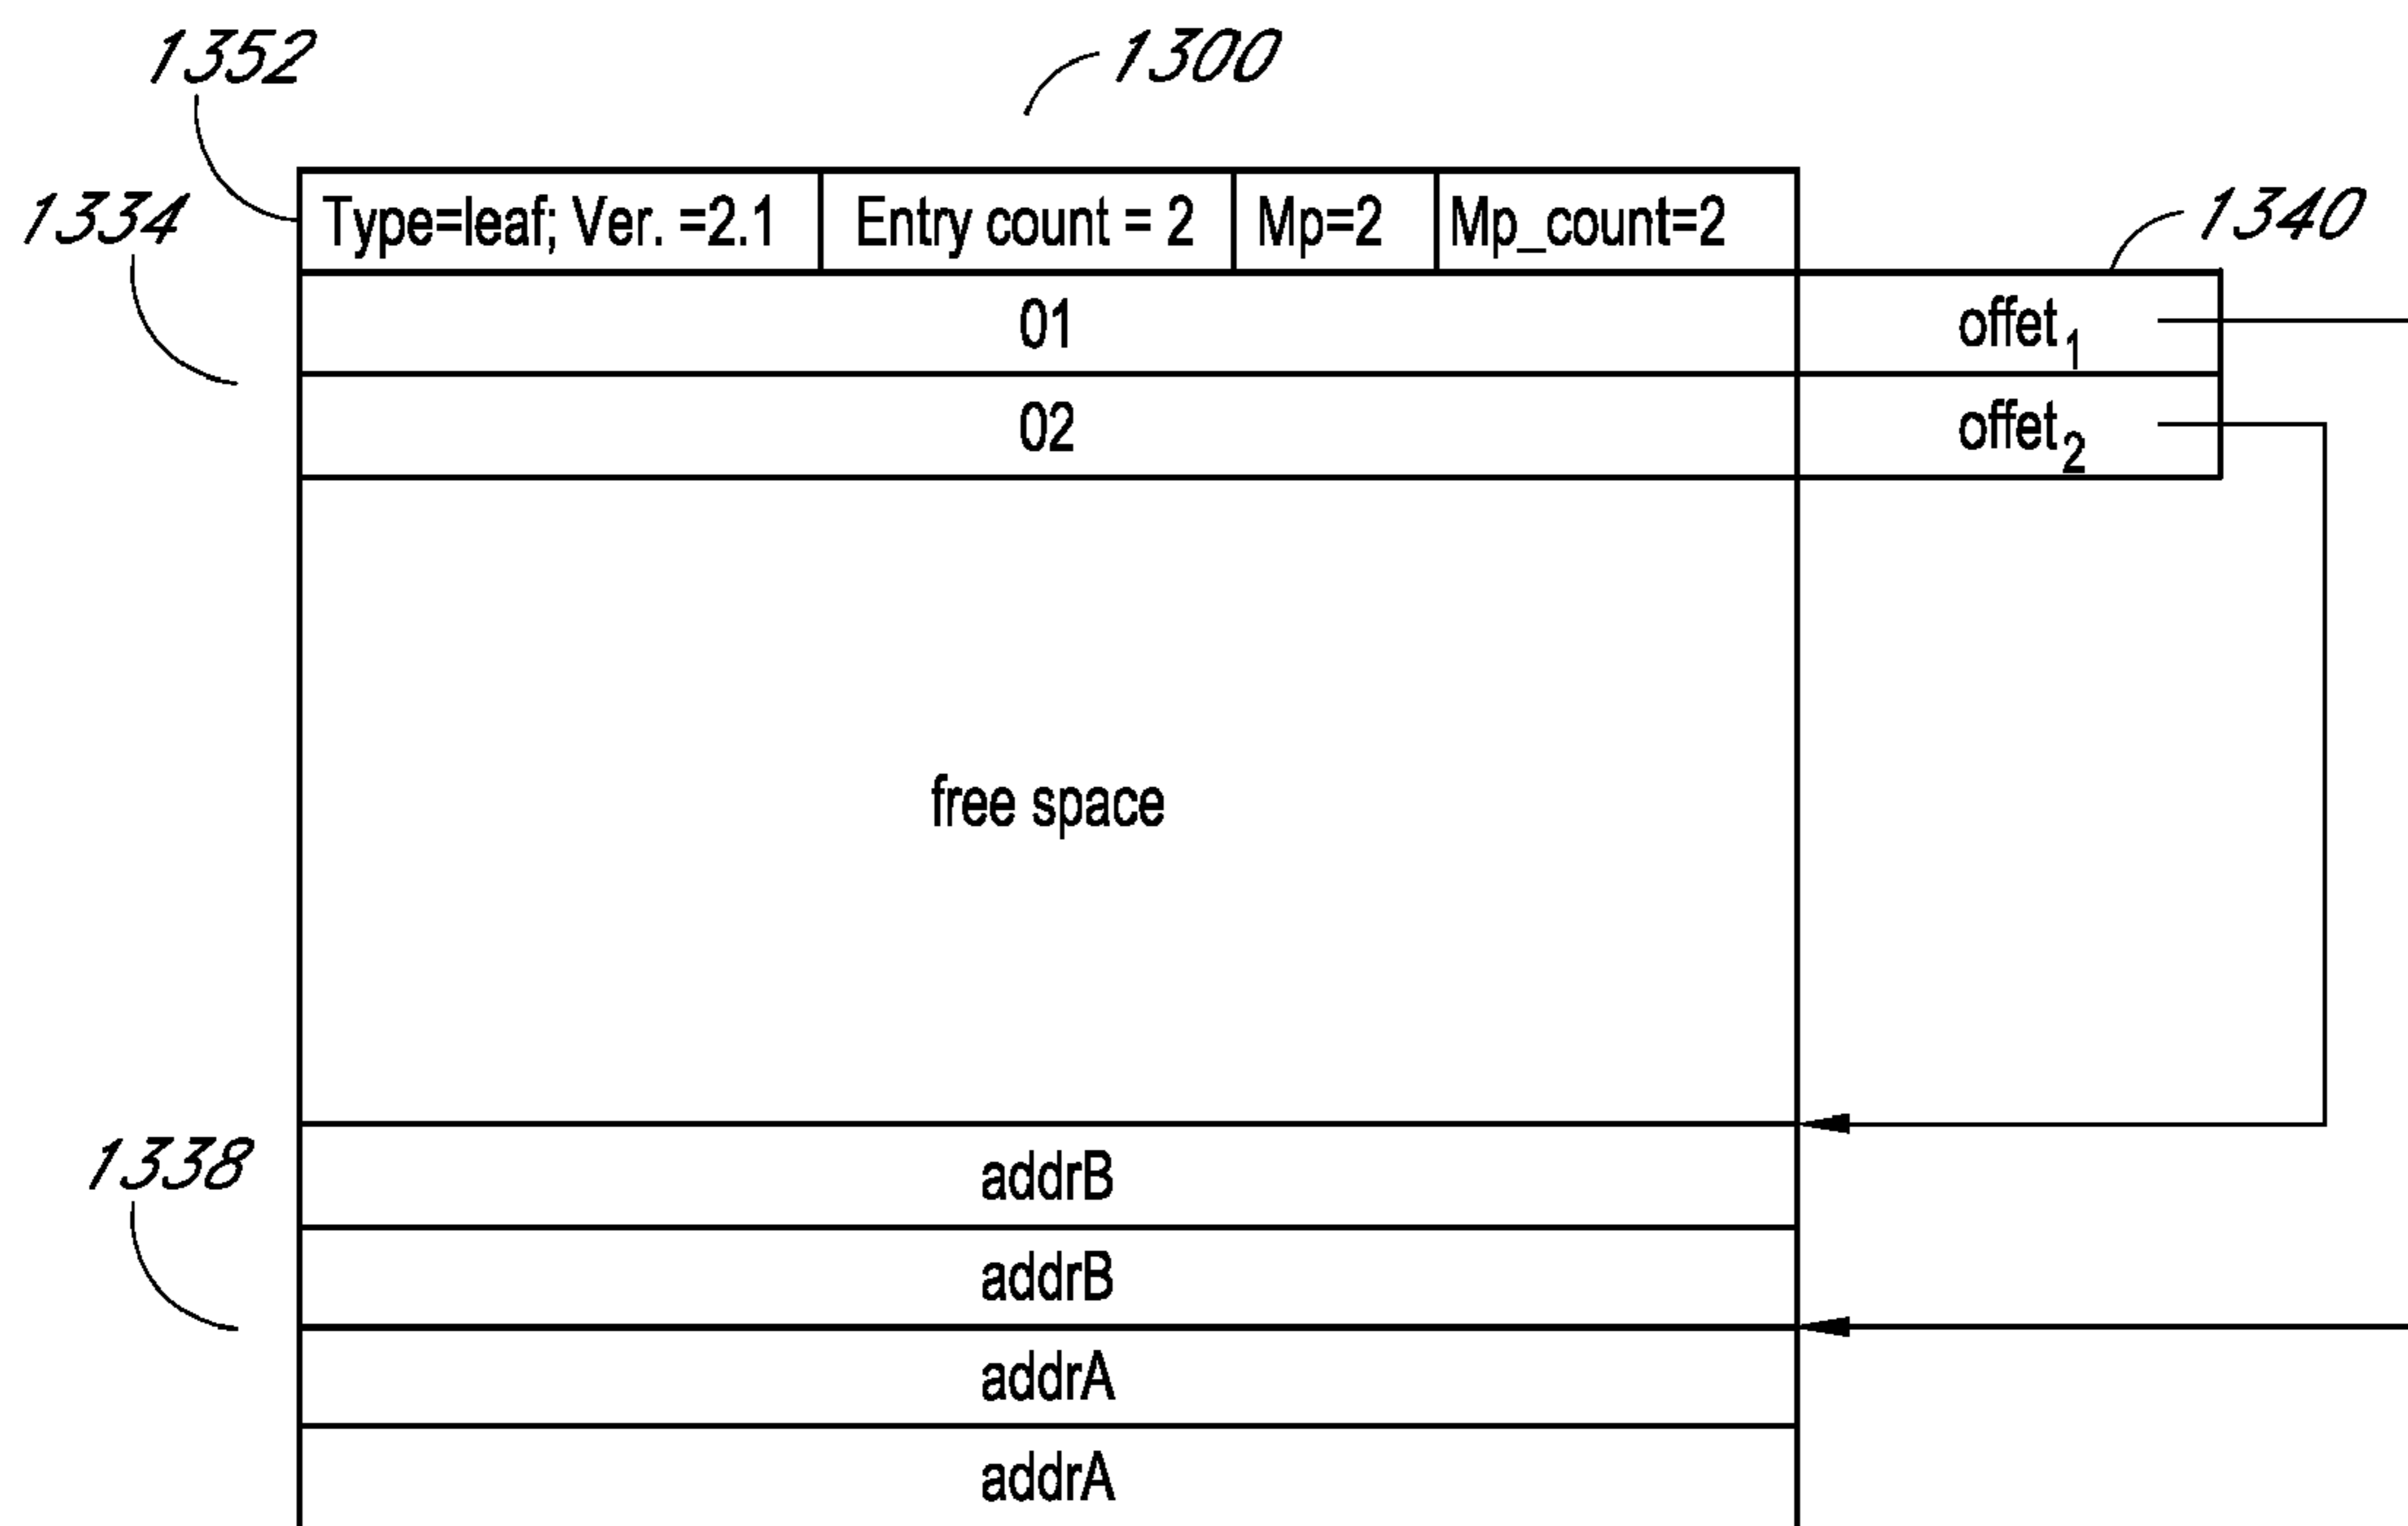 1352
1300
1334
1340
Type=leaf; Ver. =2.1 Entry count = 2 Mp=2 Mp_count=2
01 offet1
02 offet2
free space
1338
addrB
addrB
addrA
addrA